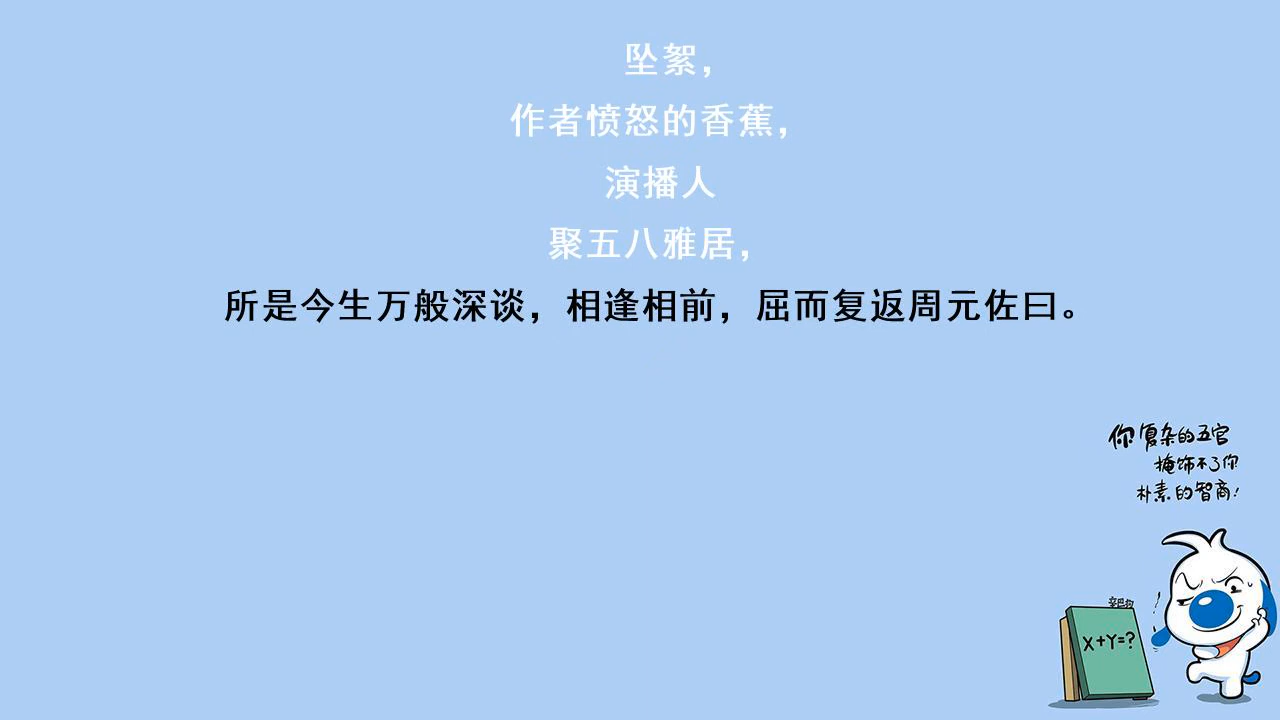 坠絮，
作者愤怒的香蕉，
演播人
聚五八雅居，
所是今生万般深谈，相逢相前，屈而复返周元佐曰。
你复杂的五官
掩饰不了你
朴素的智商！
X+Y=?